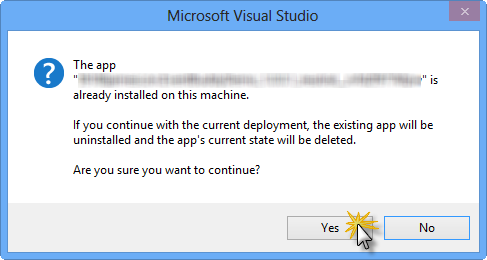 Microsoft Visual Studio
The app
"" is
already installed on this machine.
If you continue with the current deployment, the existing app will be
uninstalled and the app's current state will be deleted.
Are you sure you want to continue?
Yes
No